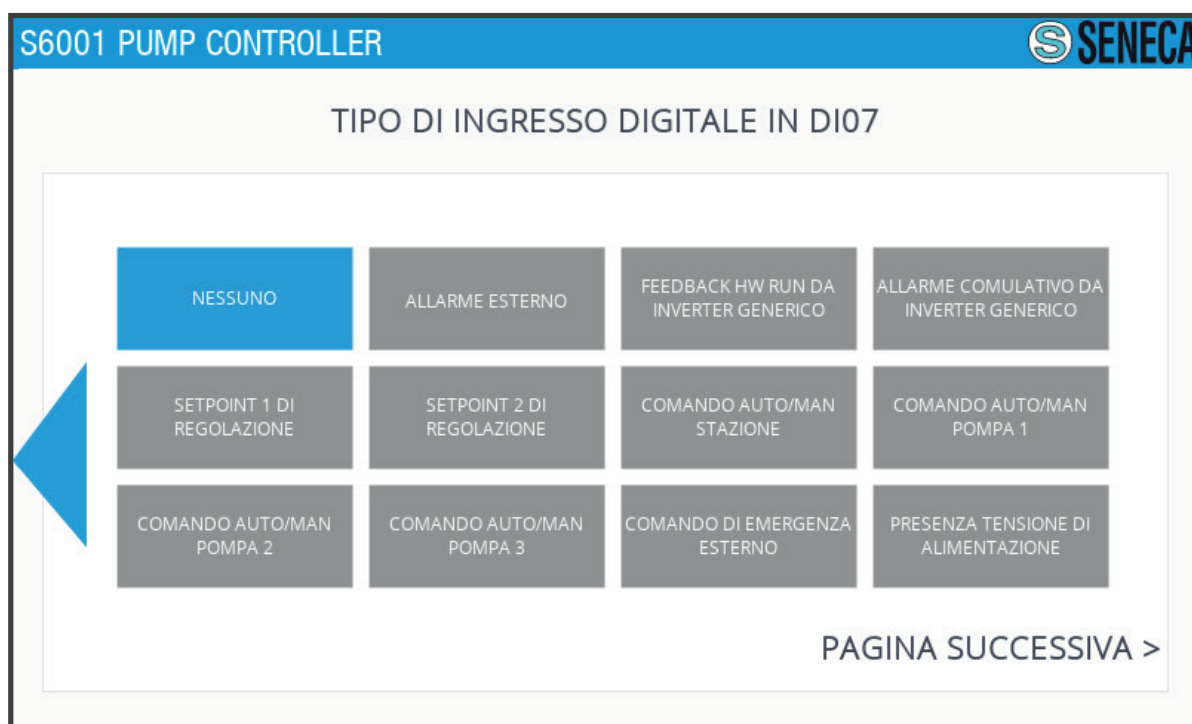 S6001 PUMP CONTROLLER
S SENECA
TIPO DI INGRESSO DIGITALE IN DI07
NESSUNO
ALLARME ESTERNO
FEEDBACK HW RUN DA
INVERTER GENERICO
ALLARME COMULATIVO DA
INVERTER GENERICO
SETPOINT 1 DI
REGOLAZIONE
SETPOINT 2 DI
REGOLAZIONE
COMANDO AUTO/MAN
STAZIONE
COMANDO AUTO/MAN
POMPA 1
COMANDO AUTO/MAN
POMPA 2
COMANDO AUTO/MAN
POMPA 3
COMANDO DI EMERGENZA
ESTERNO
PRESENZA TENSIONE DI
ALIMENTAZIONE
PAGINA SUCCESSIVA >